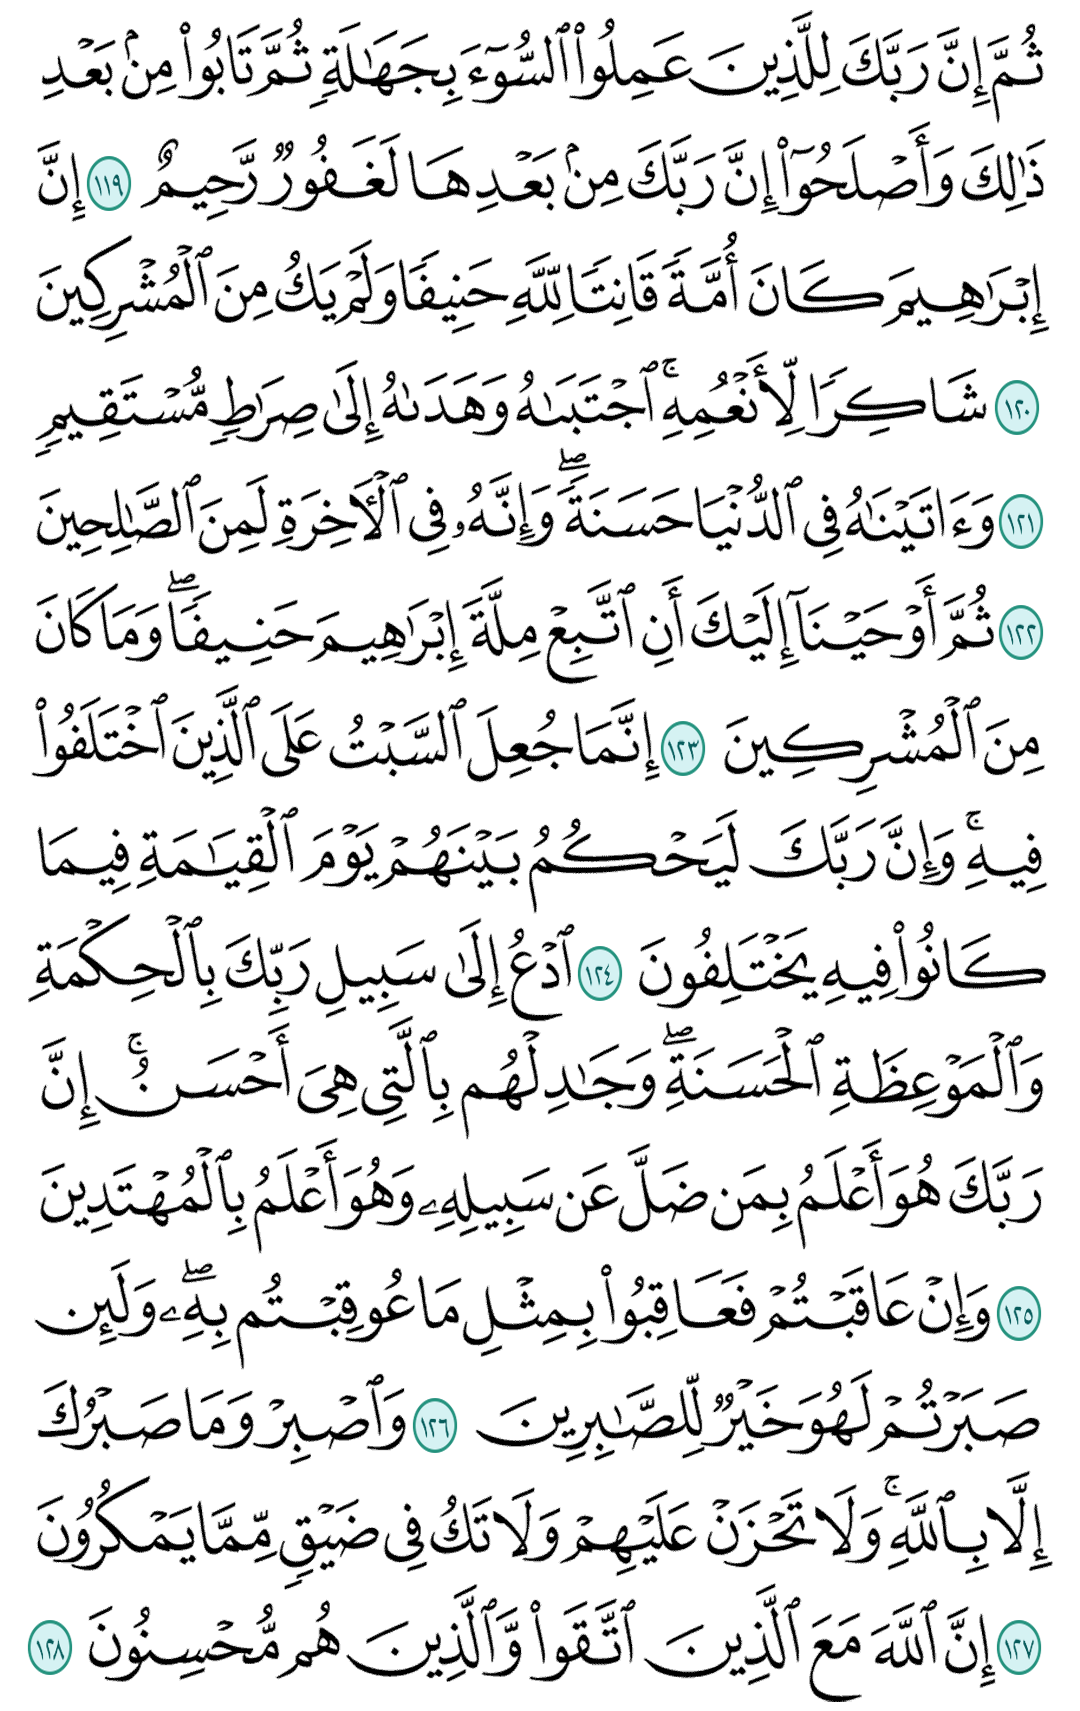 ثُمَّ إِنَّ رَبَّكَ لِلَّذِينَ عَمِلُواْ ٱلسُّوٓءَ بِجَهَٰلَةٖ ثُمَّ تَابُواْ مِنۢ بَعۡدِ
ذَٰلِكَ وَأَصۡلَحُوٓاْ إِنَّ رَبَّكَ مِنۢ بَعۡدِهَا لَغَفُورٞ رَّحِيمٌ ١١٩ إِنَّ
إِبۡرَٰهِيمَ كَانَ أُمَّةٗ قَانِتٗا لِّلَّهِ حَنِيفٗا وَلَمۡ يَكُ مِنَ ٱلۡمُشۡرِكِينَ
١٢٠ شَاكِرٗا لِّأَنۡعُمِهِۚ ٱجۡتَبَىٰهُ وَهَدَىٰهُ إِلَىٰ صِرَٰطٖ مُّسۡتَقِيمٖ
١٢١ وَءَاتَيۡنَٰهُ فِي ٱلدُّنۡيَا حَسَنَةٗۖ وَإِنَّهُۥ فِي ٱلۡأٓخِرَةِ لَمِنَ ٱلصَّٰلِحِينَ
١٢٢ ثُمَّ أَوۡحَيۡنَآ إِلَيۡكَ أَنِ ٱتَّبِعۡ مِلَّةَ إِبۡرَٰهِيمَ حَنِيفٗاۖ وَمَا كَانَ
مِنَ ٱلۡمُشۡرِكِينَ ١٢٣ إِنَّمَا جُعِلَ ٱلسَّبۡتُ عَلَى ٱلَّذِينَ ٱخۡتَلَفُواْ
فِيهِۚ وَإِنَّ رَبَّكَ لَيَحۡكُمُ بَيۡنَهُمۡ يَوۡمَ ٱلۡقِيَٰمَةِ فِيمَا
كَانُواْ فِيهِ يَخۡتَلِفُونَ ١٢٤ ٱدۡعُ إِلَىٰ سَبِيلِ رَبِّكَ بِٱلۡحِكۡمَةِ
وَٱلۡمَوۡعِظَةِ ٱلۡحَسَنَةِۖ وَجَٰدِلۡهُم بِٱلَّتِي هِيَ أَحۡسَنُۚ إِنَّ
رَبَّكَ هُوَ أَعۡلَمُ بِمَن ضَلَّ عَن سَبِيلِهِۦ وَهُوَ أَعۡلَمُ بِٱلۡمُهۡتَدِينَ
١٢٥ وَإِنۡ عَاقَبۡتُمۡ فَعَاقِبُواْ بِمِثۡلِ مَا عُوقِبۡتُم بِهِۦۖ وَلَئِن
صَبَرۡتُمۡ لَهُوَ خَيۡرٞ لِّلصَّٰبِرِينَ ١٢٦ وَٱصۡبِرۡ وَمَا صَبۡرُكَ
إِلَّا بِٱللَّهِۚ وَلَا تَحۡزَنۡ عَلَيۡهِمۡ وَلَا تَكُ فِي ضَيۡقٖ مِّمَّا يَمۡكُرُونَ
١٢٧ إِنَّ ٱللَّهَ مَعَ ٱلَّذِينَ ٱتَّقَواْ وَّٱلَّذِينَ هُم مُّحۡسِنُونَ ١٢٨